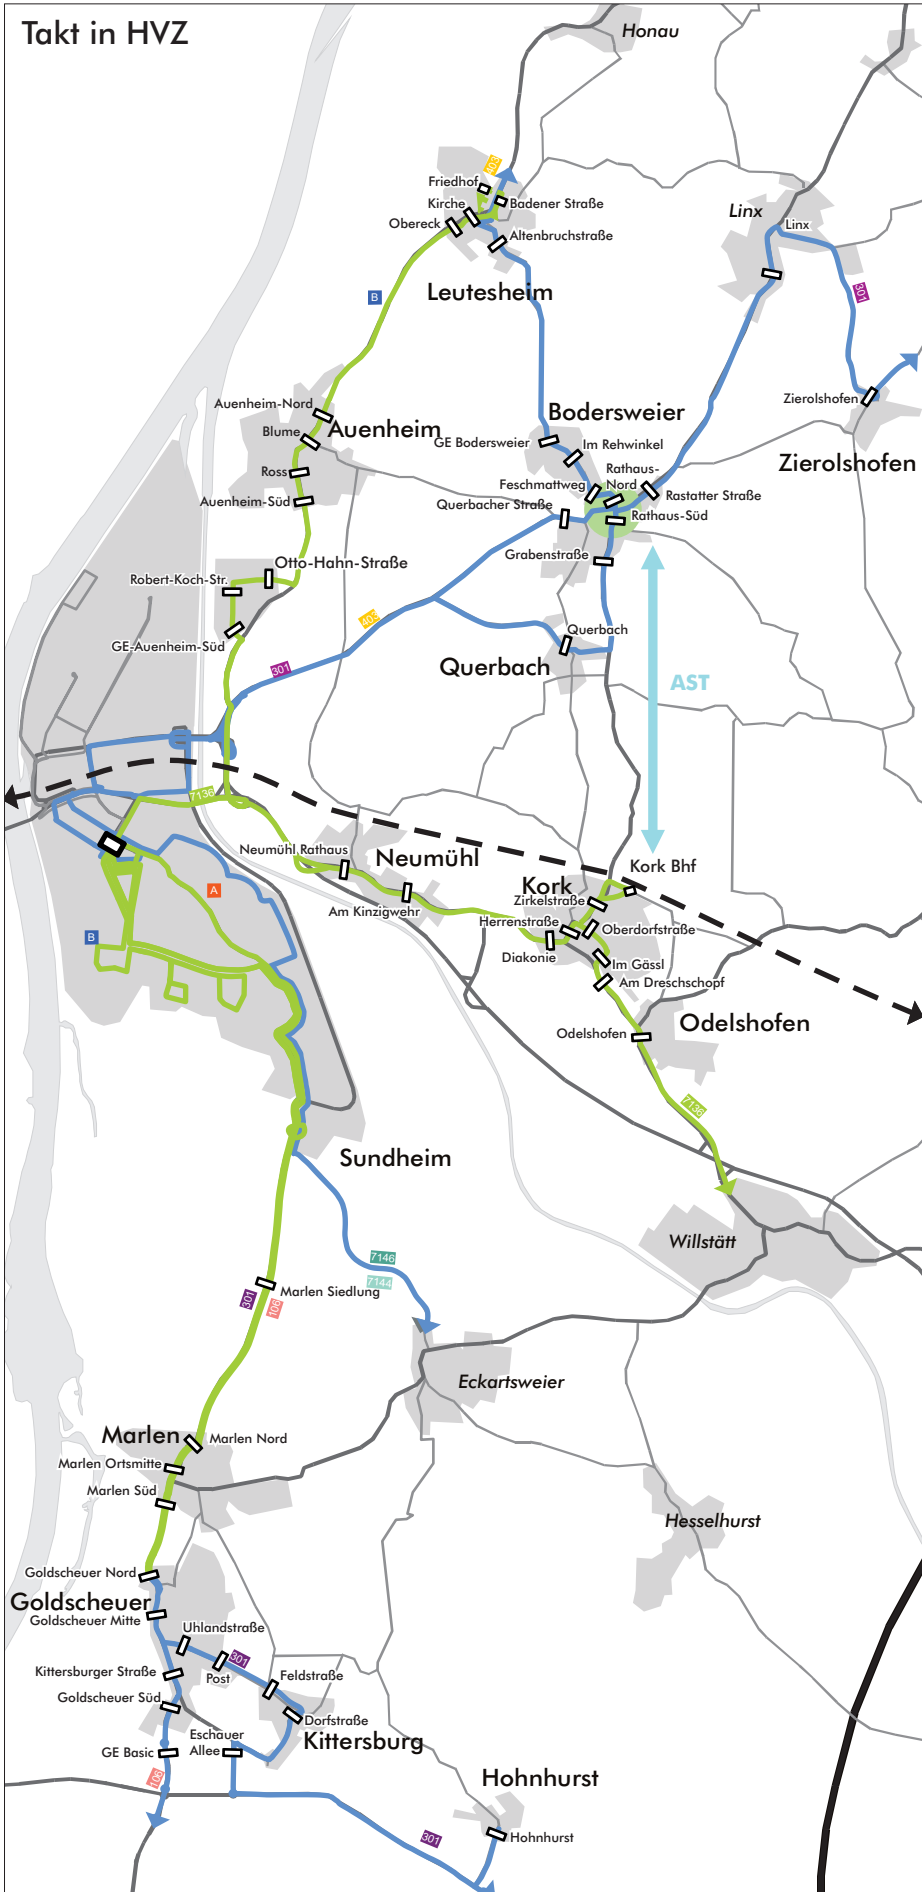 Takt in HVZ
Honau
403
Friedhof
Kirche
Badener Straße
Obereck
Altenbruchstraße
Linx
Linx
Leutesheim
B
301
Auenheim-Nord
Zierolshofen
Bodersweier
Blume
Auenheim
GE Bodersweier
Im Rehwinkel
Zierolshofen
Ross
Rathaus-
Nord
Feschmattweg
Auenheim-Süd
Querbacher Straße
Rastatter Straße
Rathaus-Süd
Otto-Hahn-Straße
Grabenstraße
Robert-Koch-Str.
403
Querbach
GE-Auenheim-Süd
Querbach
301
AST
7136
Neumühl Rathaus
Neumühl
Kork Bhf
Kork
A
Zirkelstraße
Am Kinzigwehr
Herrenstraße
Oberdorfstraße
B
Diakonie
Im Gässl
Am Dreschschopf
Odelshofen
Odelshofen
7136
Sundheim
Willstätt
7146
7144
Marlen Siedlung
301
106
Eckartsweier
Marlen
Marlen Nord
Marlen Ortsmitte
Marlen Süd
Hesselhurst
Goldscheuer Nord
Goldscheuer
Goldscheuer Mitte
Uhlandstraße
301
Kittersburger Straße
Post
Feldstraße
Goldscheuer Süd
Dorfstraße
Eschauer
Allee
Kittersburg
GE Basic
106
Hohnhurst
301
Hohnhurst